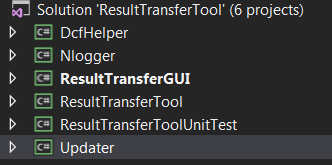 Solution 'ResultTransferTool' (6 projects)
C# DcfHelper
C# Nlogger
C# ResultTransferGUI
C# ResultTransferTool
C# ResultTransferToolUnitTest
C# Updater